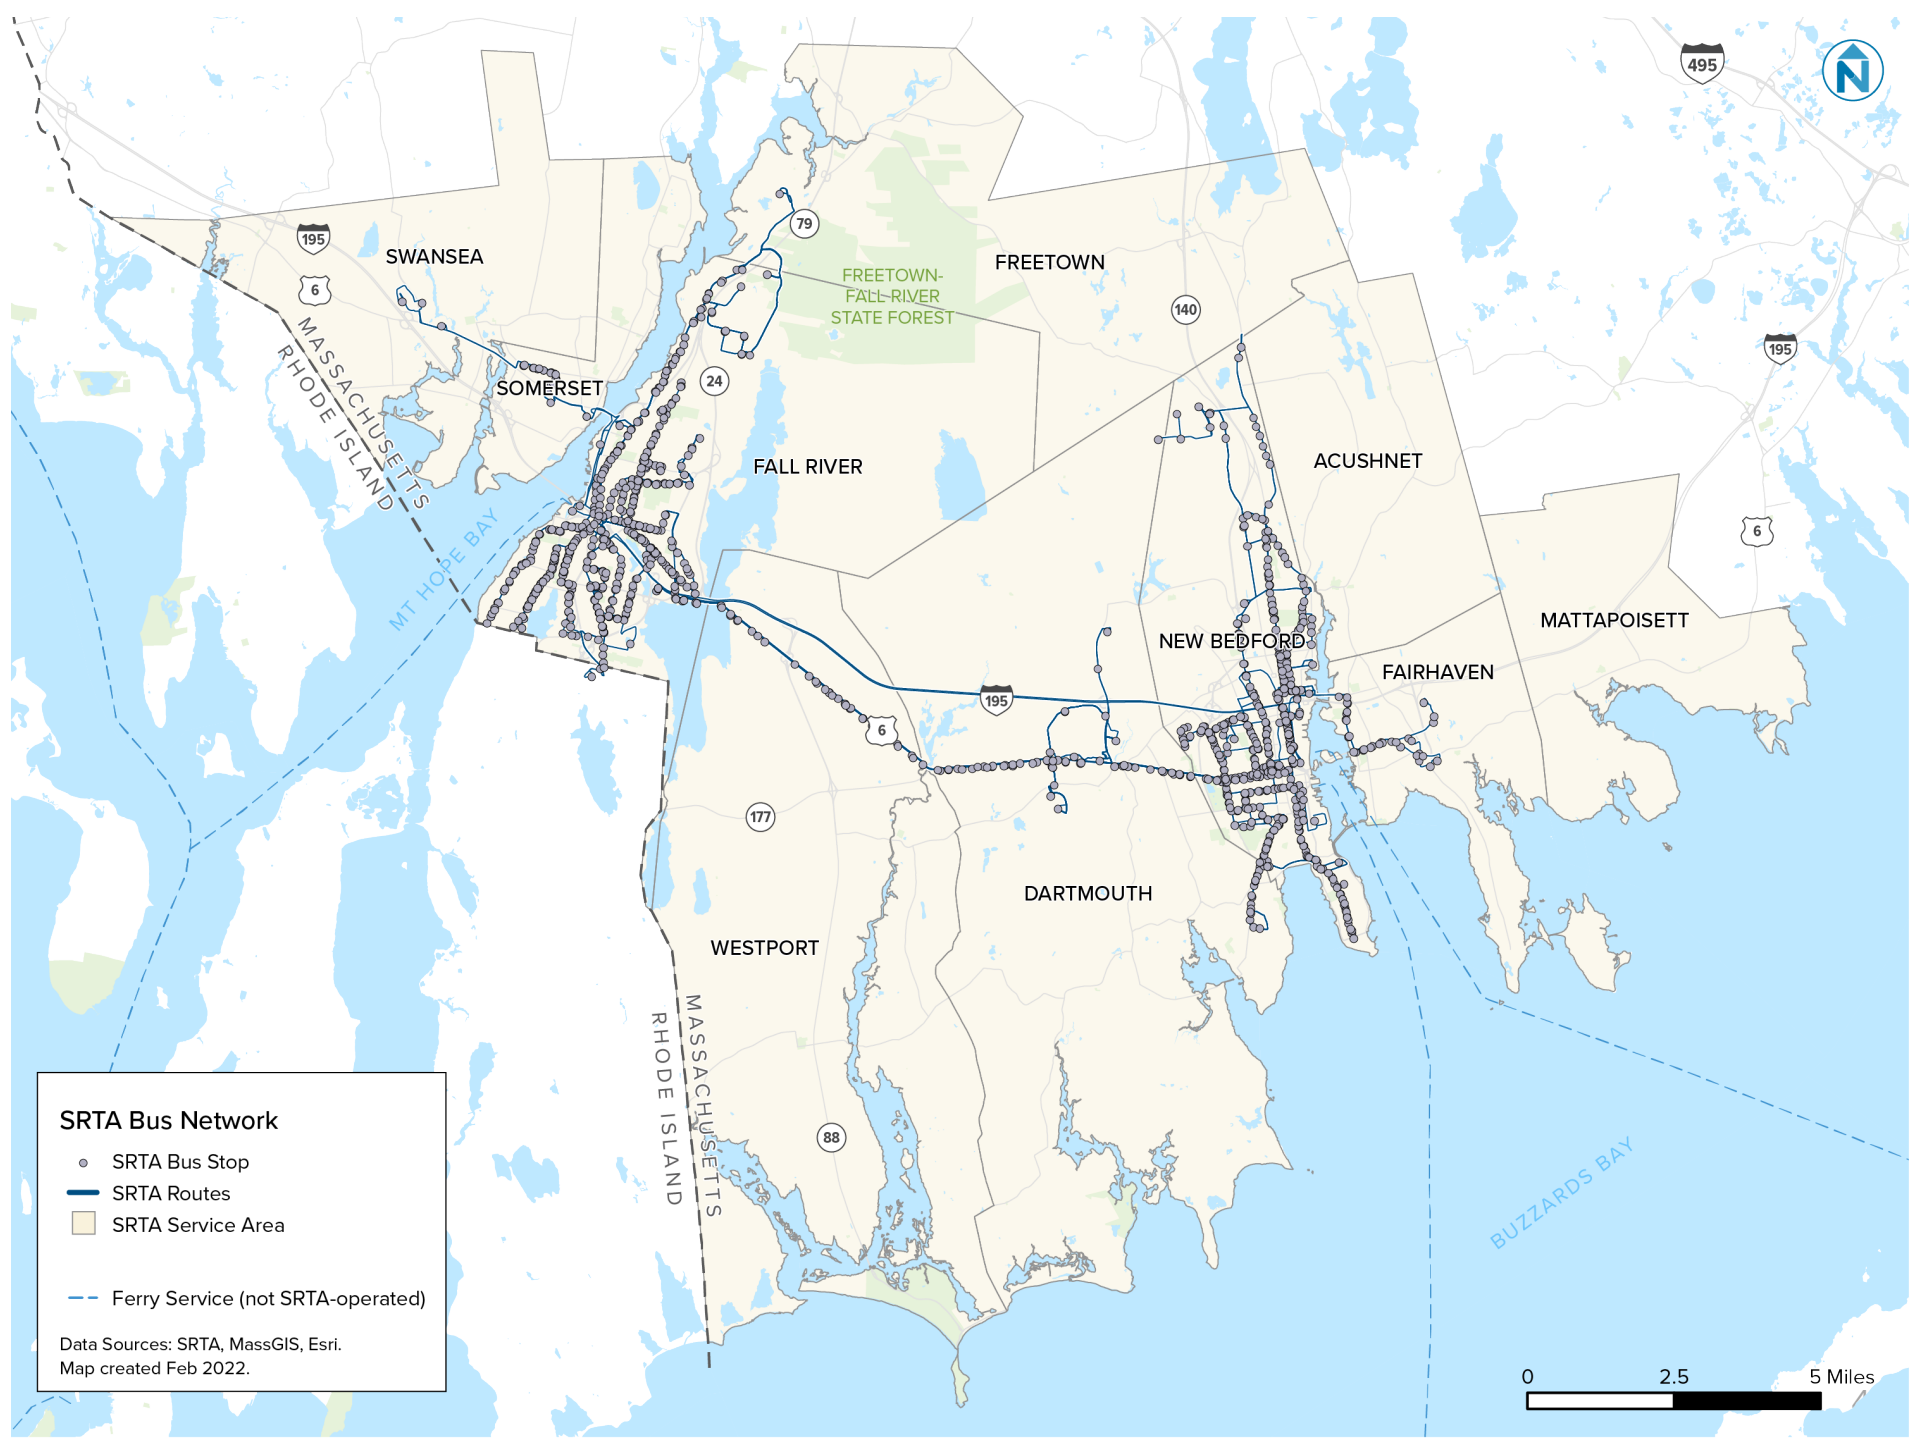 495
N
79
195
SWANSEA
FREETOWN
6
FREETOWN-
FALL RIVER
STATE FOREST
140
MASSACHUSETTS
RHODE ISLAND
195
24
SOMERSET
FALL RIVER
ACUSHNET
6
MT HOPE BAY
MATTAPOISETT
NEW BEDFORD
FAIRHAVEN
195
6
177
DARTMOUTH
WESTPORT
MASSACHUSETTS
RHODE ISLAND
88
BUZZARDS BAY
SRTA Bus Network
SRTA Bus Stop
SRTA Routes
SRTA Service Area
Ferry Service (not SRTA-operated)
Data Sources: SRTA, MassGIS, Esri.
Map created Feb 2022.
0 2.5 5 Miles